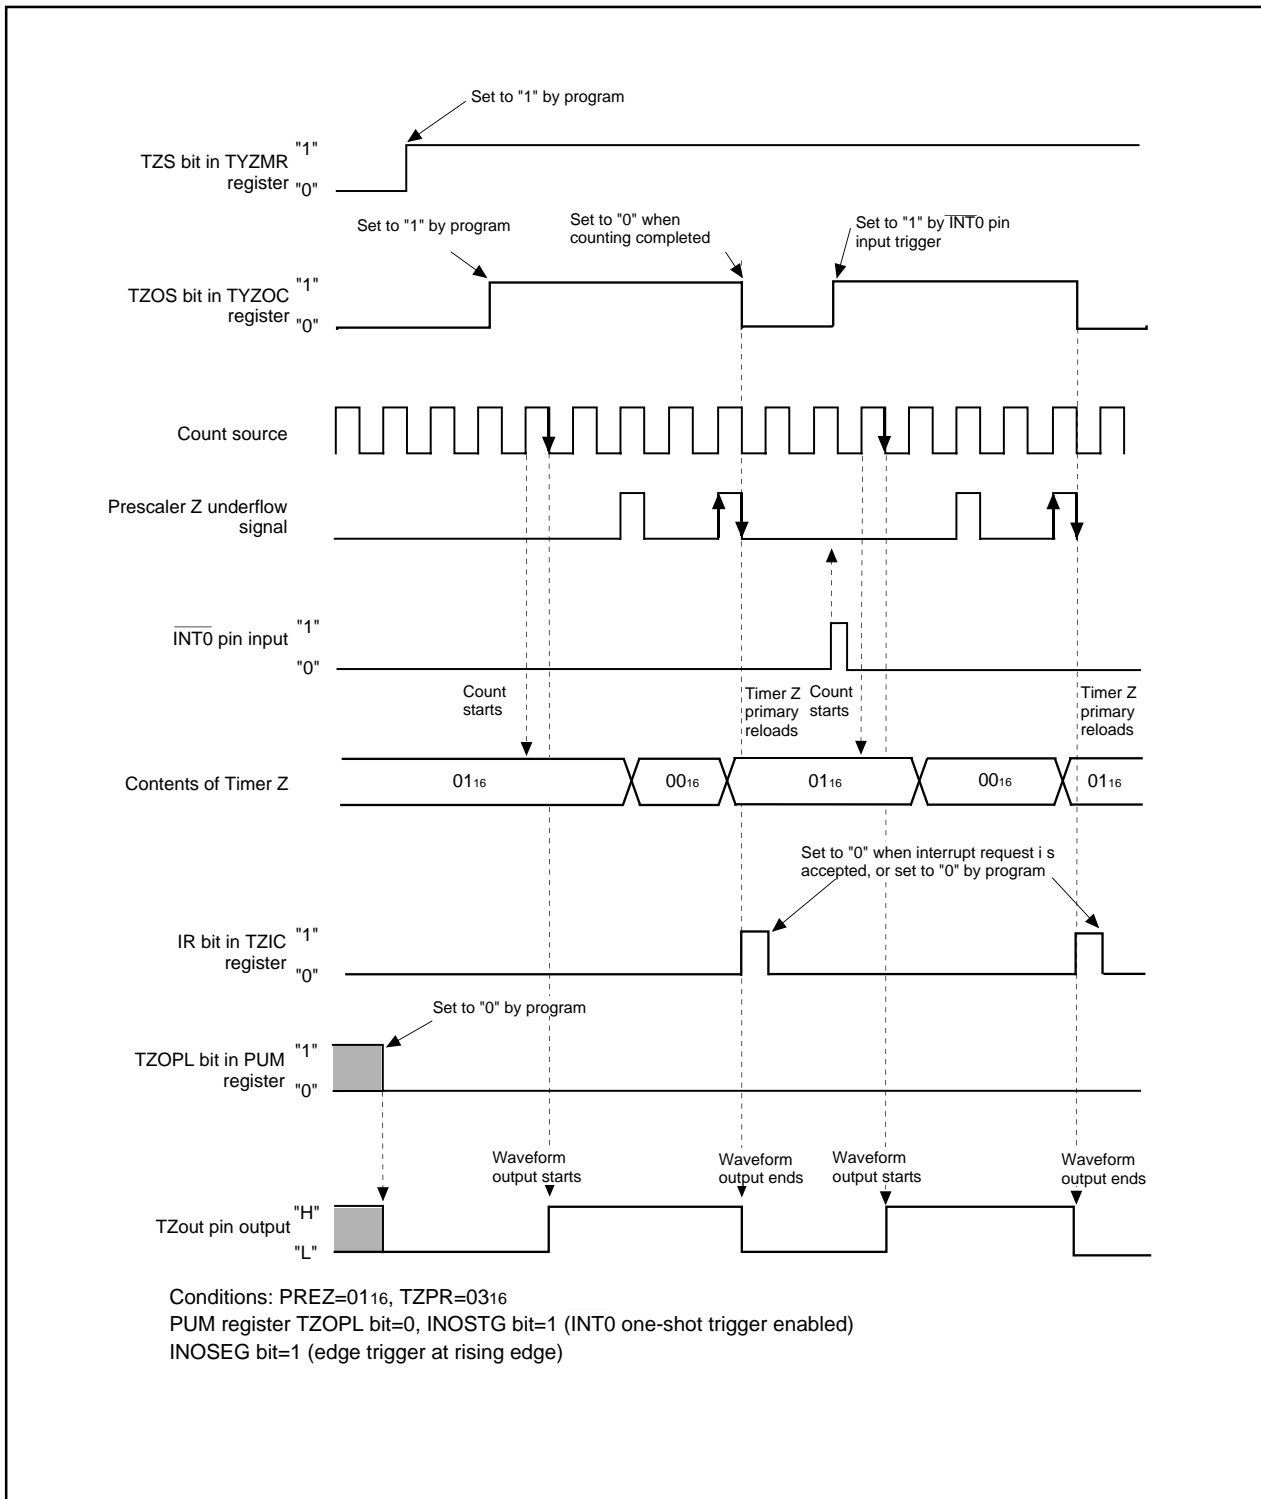 Set to "1" by program
TZS bit in TYZMR
register
"1"
"0"
Set to "1" by program
Set to "0" when
counting completed
Set to "1" by INT0 pin
input trigger
TZOS bit in TYZOC
register
"1"
"0"
Count source
Prescaler Z underflow
signal
INT0 pin input
"1"
"0"
Count
starts
Timer Z
primary
reloads
Count
starts
Timer Z
primary
reloads
Contents of Timer Z
0116
0016
0116
0016
0116
Set to "0" when interrupt request i s
accepted, or set to "0" by program
IR bit in TZIC
register
"1"
"0"
Set to "0" by program
TZOPL bit in PUM
register
"1"
"0"
Waveform
output starts
Waveform
output ends
Waveform
output starts
Waveform
output ends
TZout pin output
"H"
"L"
Conditions: PREZ=0116, TZPR=0316
PUM register TZOPL bit=0, INOSTG bit=1 (INT0 one-shot trigger enabled)
INOSEG bit=1 (edge trigger at rising edge)